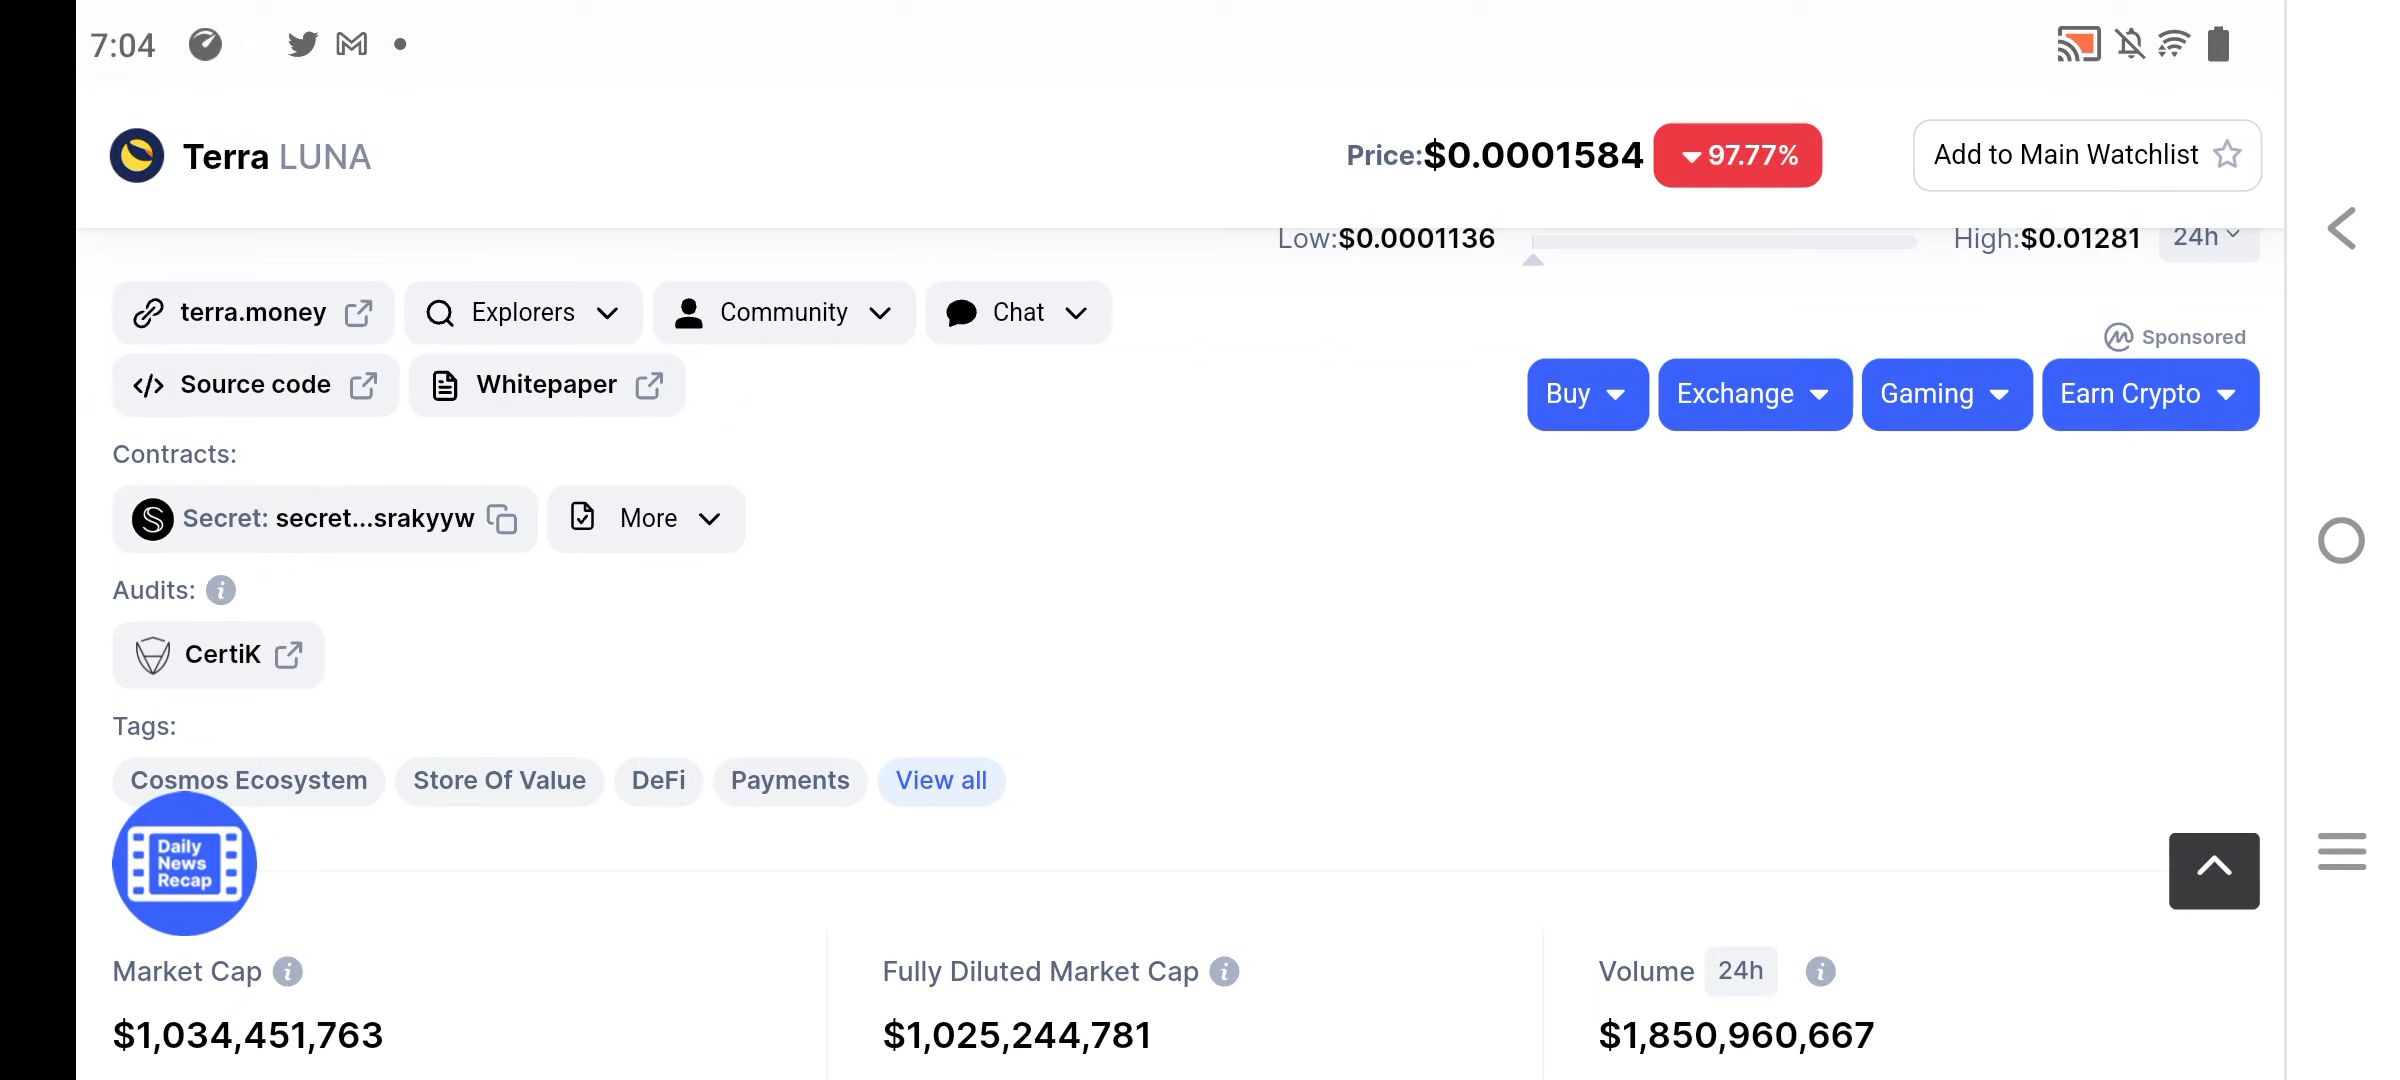 7:04
Terra LUNA
Price:$0.0001584 97.77%
Add to Main Watchlist
Low:$0.0001136 High:$0.01281 24h
terra.money Explorers Community Chat
Sponsored
Source code Whitepaper
Buy Exchange Gaming Earn Crypto
Contracts:
Secret: secret...srakyyw More
Audits:
CertiK
Tags:
Cosmos Ecosystem Store Of Value DeFi Payments View all
Daily
News
Recap
Market Cap Fully Diluted Market Cap Volume 24h
$1,034,451,763 $1,025,244,781 $1,850,960,667